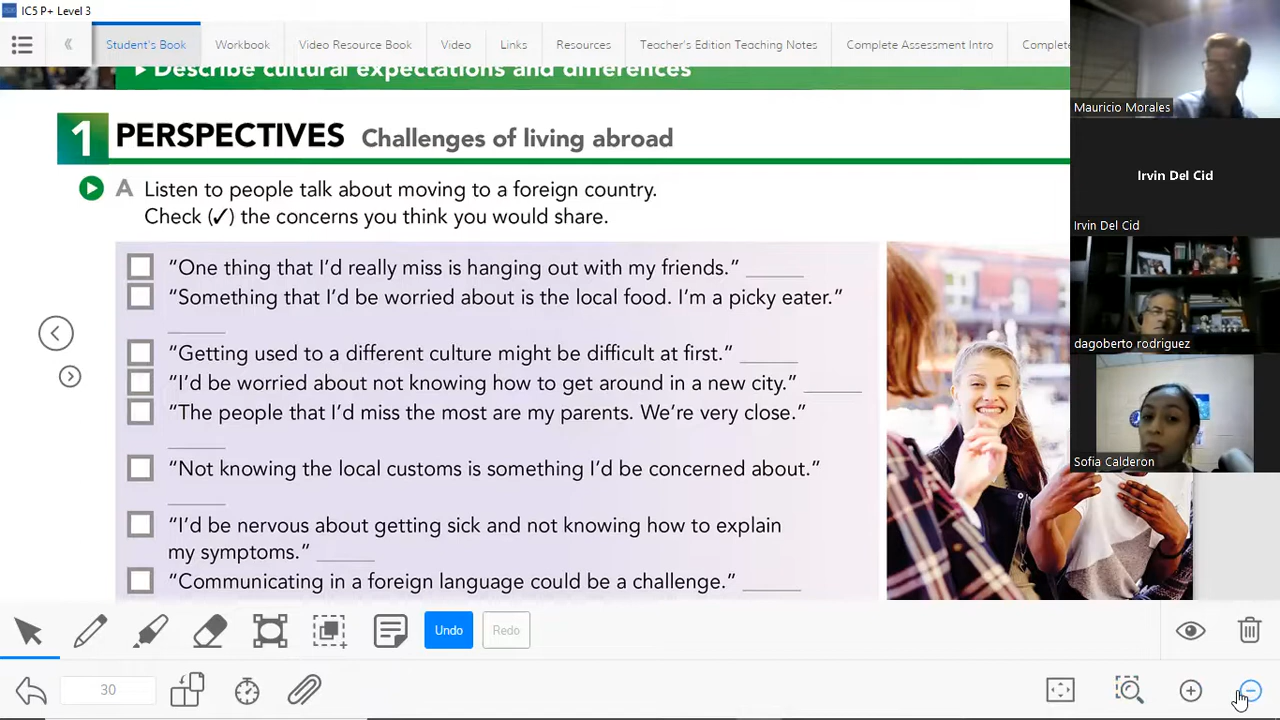 IC5 P+ Level 3
Student's Book
Workbook
Video Resource Book
Video
Links
Resources
Teacher's Edition Teaching Notes
Complete Assessment Intro
Complete
Describe cultural expectations and differences
1 PERSPECTIVES Challenges of living abroad
A Listen to people talk about moving to a foreign country.
Check (✓) the concerns you think you would share.
“One thing that I’d really miss is hanging out with my friends.”
“Something that I’d be worried about is the local food. I’m a picky eater.”
“Getting used to a different culture might be difficult at first.”
“I’d be worried about not knowing how to get around in a new city.”
“The people that I’d miss the most are my parents. We’re very close.”
“Not knowing the local customs is something I’d be concerned about.”
“I’d be nervous about getting sick and not knowing how to explain
my symptoms.”
“Communicating in a foreign language could be a challenge.”
Mauricio Morales
Irvin Del Cid
Irvin Del Cid
dagoberto rodriguez
Sofia Calderon
Undo
Redo
30